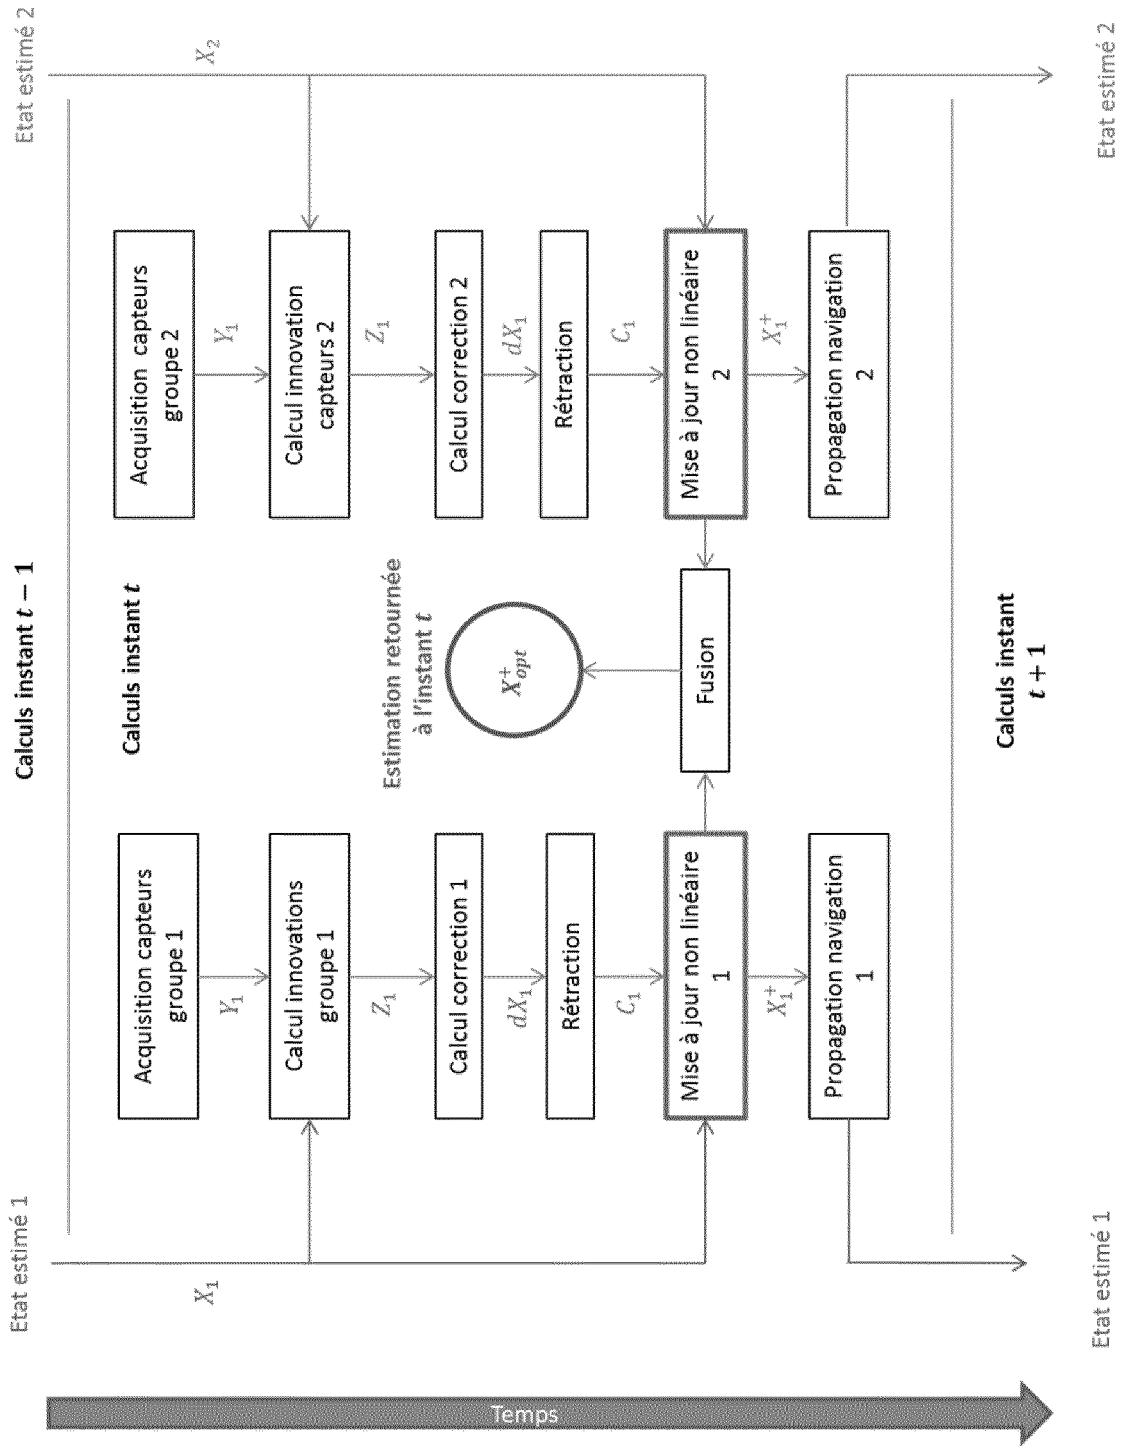 Calculs instant t − 1
Etat estimé 1
Etat estimé 2
Calculs instant t
X₁
X₂
Acquisition capteurs
groupe 1
Y₁
Calcul innovations
groupe 1
Z₁
Calcul correction 1
dX₁
Rétraction
C₁
Mise à jour non linéaire
1
X₁⁺
Propagation navigation
1
Estimation retournée
à l'instant t
X⁺opt
Fusion
Acquisition capteurs
groupe 2
Y₁
Calcul innovation
capteurs 2
Z₁
Calcul correction 2
dX₁
Rétraction
C₁
Mise à jour non linéaire
2
X₁⁺
Propagation navigation
2
Calculs instant
t + 1
Etat estimé 1
Etat estimé 2
Temps